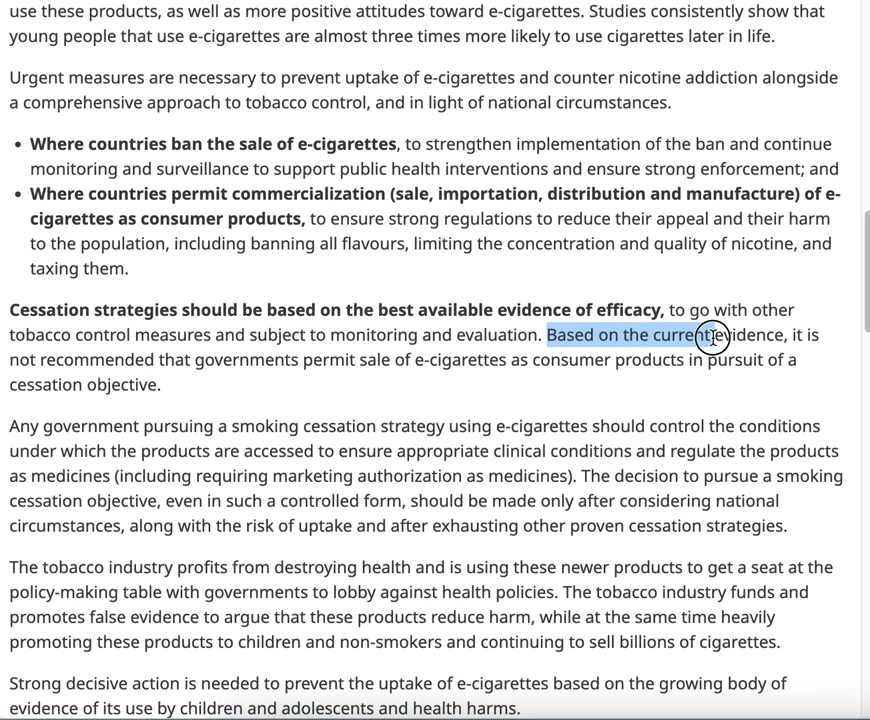 use these products, as well as more positive attitudes toward e-cigarettes. Studies consistently show that
young people that use e-cigarettes are almost three times more likely to use cigarettes later in life.
Urgent measures are necessary to prevent uptake of e-cigarettes and counter nicotine addiction alongside
a comprehensive approach to tobacco control, and in light of national circumstances.
• Where countries ban the sale of e-cigarettes, to strengthen implementation of the ban and continue
monitoring and surveillance to support public health interventions and ensure strong enforcement; and
• Where countries permit commercialization (sale, importation, distribution and manufacture) of e-
cigarettes as consumer products, to ensure strong regulations to reduce their appeal and their harm
to the population, including banning all flavours, limiting the concentration and quality of nicotine, and
taxing them.
Cessation strategies should be based on the best available evidence of efficacy, to go with other
tobacco control measures and subject to monitoring and evaluation. Based on the current evidence, it is
not recommended that governments permit sale of e-cigarettes as consumer products in pursuit of a
cessation objective.
Any government pursuing a smoking cessation strategy using e-cigarettes should control the conditions
under which the products are accessed to ensure appropriate clinical conditions and regulate the products
as medicines (including requiring marketing authorization as medicines). The decision to pursue a smoking
cessation objective, even in such a controlled form, should be made only after considering national
circumstances, along with the risk of uptake and after exhausting other proven cessation strategies.
The tobacco industry profits from destroying health and is using these newer products to get a seat at the
policy-making table with governments to lobby against health policies. The tobacco industry funds and
promotes false evidence to argue that these products reduce harm, while at the same time heavily
promoting these products to children and non-smokers and continuing to sell billions of cigarettes.
Strong decisive action is needed to prevent the uptake of e-cigarettes based on the growing body of
evidence of its use by children and adolescents and health harms.